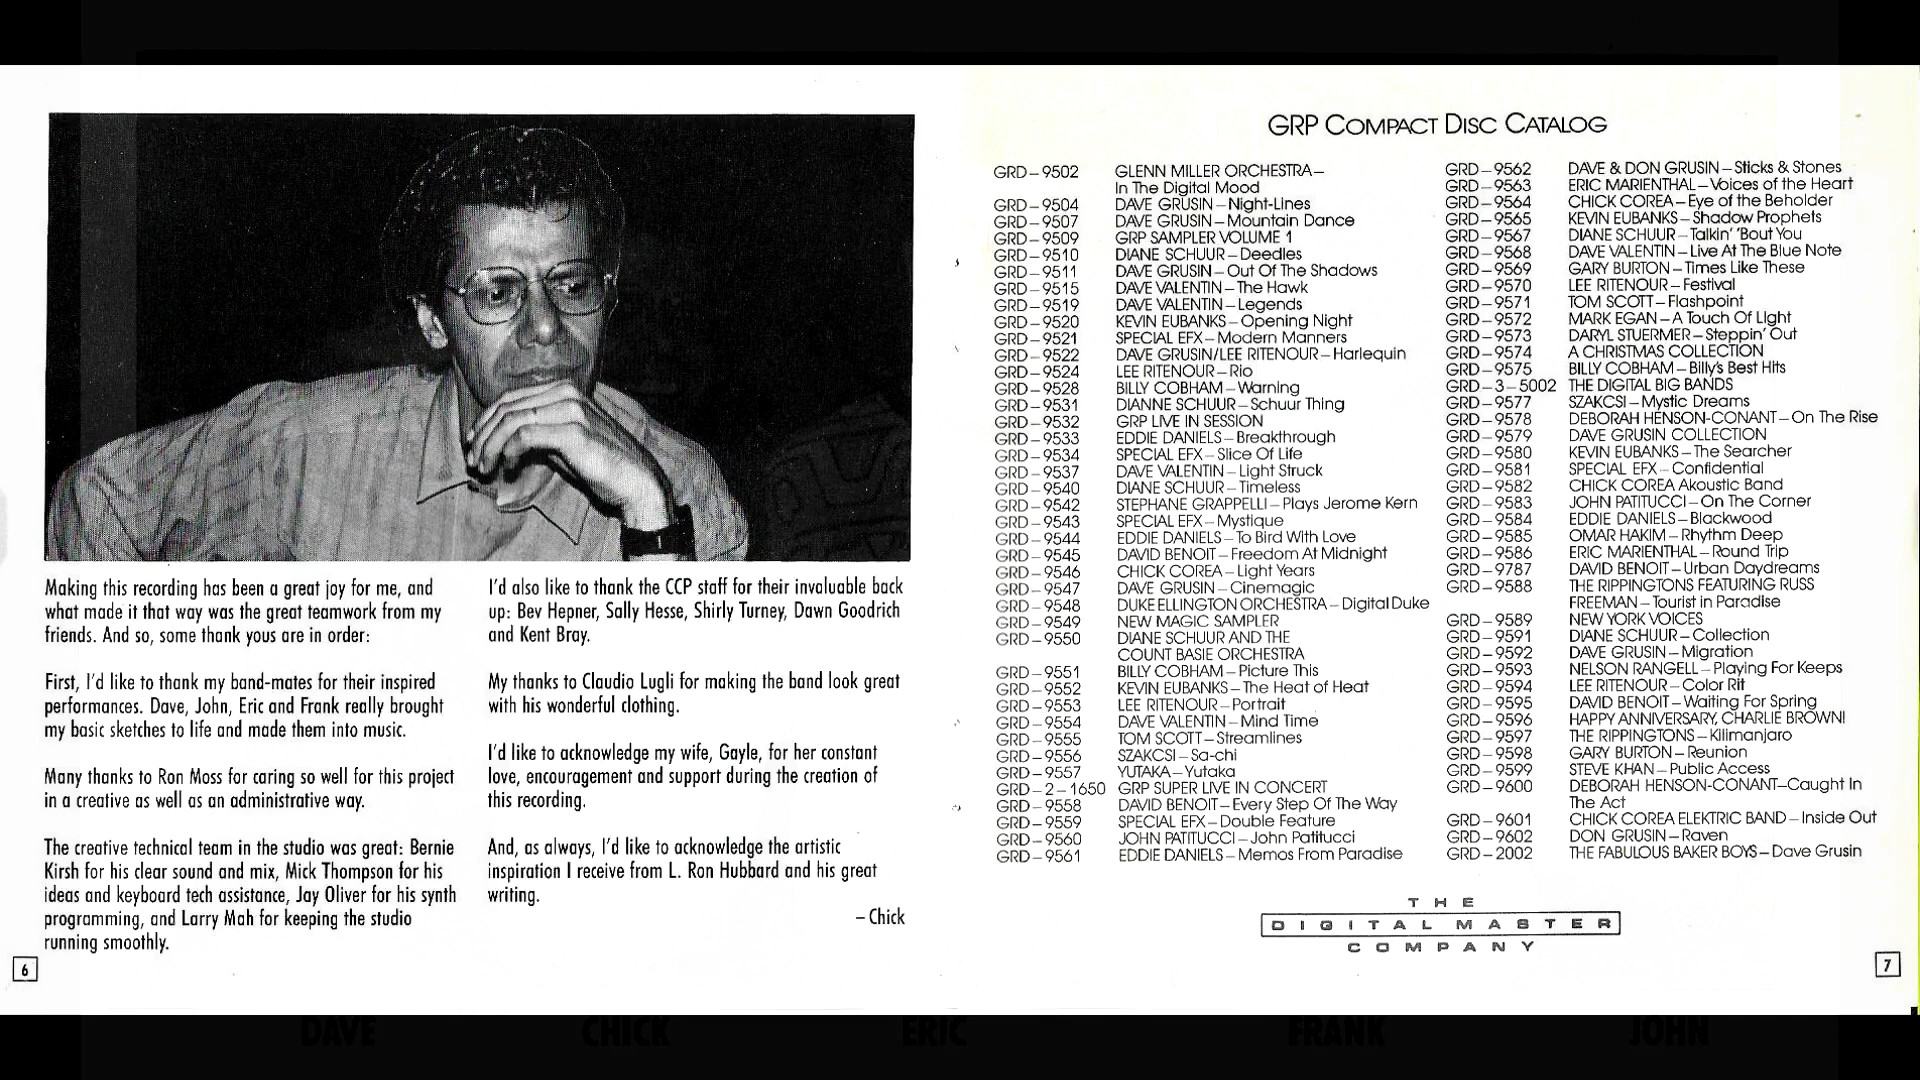 Making this recording has been a great joy for me, and
what made it that way was the great teamwork from my
friends. And so, some thank yous are in order:
First, I'd like to thank my band-mates for their inspired
performances. Dave, John, Eric and Frank really brought
my basic sketches to life and made them into music.
Many thanks to Ron Moss for caring so well for this project
in a creative as well as an administrative way.
The creative technical team in the studio was great: Bernie
Kirsh for his clear sound and mix, Mick Thompson for his
ideas and keyboard tech assistance, Jay Oliver for his synth
programming, and Larry Mah for keeping the studio
running smoothly.
6
I'd also like to thank the CCP staff for their invaluable back
up: Bev Hepner, Sally Hesse, Shirly Turney, Dawn Goodrich
and Kent Bray.
My thanks to Claudio Lugli for making the band look great
with his wonderful clothing.
I'd like to acknowledge my wife, Gayle, for her constant
love, encouragement and support during the creation of
this recording.
And, as always, I'd like to acknowledge the artistic
inspiration I receive from L. Ron Hubbard and his great
writing.
– Chick
GRP COMPACT DISC CATALOG
GRD–9502 GLENN MILLER ORCHESTRA–
In The Digital Mood
GRD–9504 DAVE GRUSIN–Night-Lines
GRD–9507 DAVE GRUSIN–Mountain Dance
GRD–9509 GRP SAMPLER VOLUME 1
GRD–9510 DIANE SCHUUR–Deedles
GRD–9511 DAVE GRUSIN–Out Of The Shadows
GRD–9515 DAVE VALENTIN–The Hawk
GRD–9519 DAVE VALENTIN–Legends
GRD–9520 KEVIN EUBANKS–Opening Night
GRD–9521 SPECIAL EFX–Modern Manners
GRD–9522 DAVE GRUSIN/LEE RITENOUR–Harlequin
GRD–9524 LEE RITENOUR–Rio
GRD–9528 BILLY COBHAM–Warning
GRD–9531 DIANNE SCHUUR–Schuur Thing
GRD–9532 GRP LIVE IN SESSION
GRD–9533 EDDIE DANIELS–Breakthrough
GRD–9534 SPECIAL EFX–Slice Of Life
GRD–9537 DAVE VALENTIN–Light Struck
GRD–9540 DIANE SCHUUR–Timeless
GRD–9542 STEPHANE GRAPPELLI–Plays Jerome Kern
GRD–9543 SPECIAL EFX–Mystique
GRD–9544 EDDIE DANIELS–To Bird With Love
GRD–9545 DAVID BENOIT–Freedom At Midnight
GRD–9546 CHICK COREA–Light Years
GRD–9547 DAVE GRUSIN–Cinemagic
GRD–9548 DUKE ELLINGTON ORCHESTRA–Digital Duke
GRD–9549 NEW MAGIC SAMPLER
GRD–9550 DIANE SCHUUR AND THE
COUNT BASIE ORCHESTRA
GRD–9551 BILLY COBHAM–Picture This
GRD–9552 KEVIN EUBANKS–The Heat of Heat
GRD–9553 LEE RITENOUR–Portrait
GRD–9554 DAVE VALENTIN–Mind Time
GRD–9555 TOM SCOTT–Streamlines
GRD–9556 SZAKCSI–Sa-chi
GRD–9557 YUTAKA–Yutaka
GRD–2–1650 GRP SUPER LIVE IN CONCERT
GRD–9558 DAVID BENOIT–Every Step Of The Way
GRD–9559 SPECIAL EFX–Double Feature
GRD–9560 JOHN PATITUCCI–John Patitucci
GRD–9561 EDDIE DANIELS–Memos From Paradise
GRD–9562 DAVE & DON GRUSIN–Sticks & Stones
GRD–9563 ERIC MARIENTHAL–Voices of the Heart
GRD–9564 CHICK COREA–Eye of the Beholder
GRD–9565 KEVIN EUBANKS–Shadow Prophets
GRD–9567 DIANE SCHUUR–Talkin' 'Bout You
GRD–9568 DAVE VALENTIN–Live At The Blue Note
GRD–9569 GARY BURTON–Times Like These
GRD–9570 LEE RITENOUR–Festival
GRD–9571 TOM SCOTT–Flashpoint
GRD–9572 MARK EGAN–A Touch Of Light
GRD–9573 DARYL STUERMER–Steppin' Out
GRD–9574 A CHRISTMAS COLLECTION
GRD–9575 BILLY COBHAM–Billy's Best Hits
GRD–3–5002 THE DIGITAL BIG BANDS
GRD–9577 SZAKCSI–Mystic Dreams
GRD–9578 DEBORAH HENSON-CONANT–On The Rise
GRD–9579 DAVE GRUSIN COLLECTION
GRD–9580 KEVIN EUBANKS–The Searcher
GRD–9581 SPECIAL EFX–Confidential
GRD–9582 CHICK COREA Akoustic Band
GRD–9583 JOHN PATITUCCI–On The Corner
GRD–9584 EDDIE DANIELS–Blackwood
GRD–9585 OMAR HAKIM–Rhythm Deep
GRD–9586 ERIC MARIENTHAL–Round Trip
GRD–9787 DAVID BENOIT–Urban Daydreams
GRD–9588 THE RIPPINGTONS FEATURING RUSS
FREEMAN–Tourist in Paradise
GRD–9589 NEW YORK VOICES
GRD–9591 DIANE SCHUUR–Collection
GRD–9592 DAVE GRUSIN–Migration
GRD–9593 NELSON RANGELL–Playing For Keeps
GRD–9594 LEE RITENOUR–Color Rit
GRD–9595 DAVID BENOIT–Waiting For Spring
GRD–9596 HAPPY ANNIVERSARY, CHARLIE BROWN!
GRD–9597 THE RIPPINGTONS–Kilimanjaro
GRD–9598 GARY BURTON–Reunion
GRD–9599 STEVE KHAN–Public Access
GRD–9600 DEBORAH HENSON-CONANT–Caught In
The Act
GRD–9601 CHICK COREA ELEKTRIC BAND–Inside Out
GRD–9602 DON GRUSIN–Raven
GRD–2002 THE FABULOUS BAKER BOYS–Dave Grusin
THE
DIGITAL MASTER
COMPANY
7
DAVE CHICK ERIC FRANK JOHN